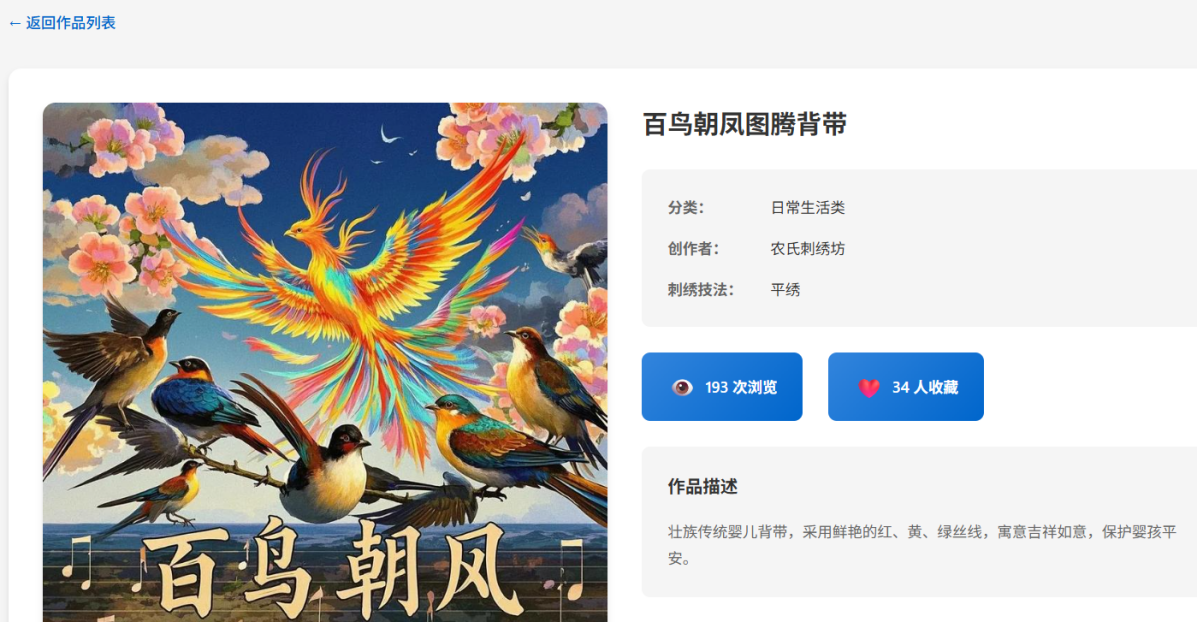 ← 返回作品列表
百鸟朝凤图腾背带
分类：
日常生活类
创作者：
农氏刺绣坊
刺绣技法：
平绣
193 次浏览
34 人收藏
作品描述
壮族传统婴儿背带，采用鲜艳的红、黄、绿丝线，寓意吉祥如意，保护婴孩平
安。
百鸟朝凤